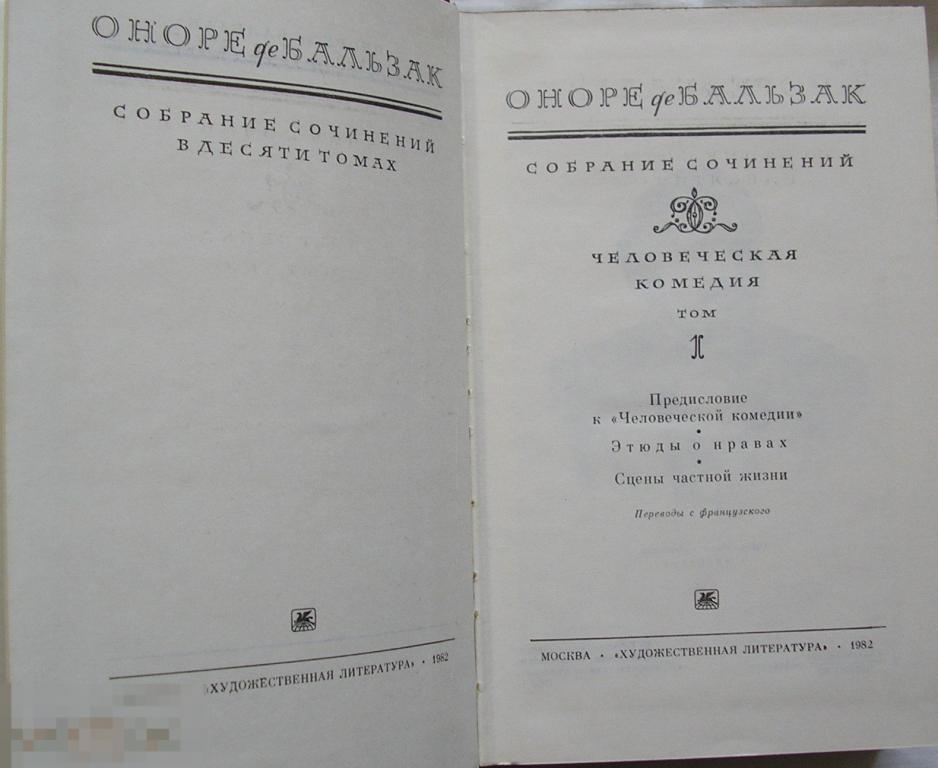 ОНОРЕ де БАЛЬЗАК
СОБРАНИЕ СОЧИНЕНИЙ
В ДЕСЯТИ ТОМАХ
«ХУДОЖЕСТВЕННАЯ ЛИТЕРАТУРА» · 1982
ОНОРЕ де БАЛЬЗАК
СОБРАНИЕ СОЧИНЕНИЙ
ЧЕЛОВЕЧЕСКАЯ
КОМЕДИЯ
ТОМ
1
Предисловие
к «Человеческой комедии»
•
Этюды о нравах
•
Сцены частной жизни
Переводы с французского
МОСКВА · «ХУДОЖЕСТВЕННАЯ ЛИТЕРАТУРА» · 1982